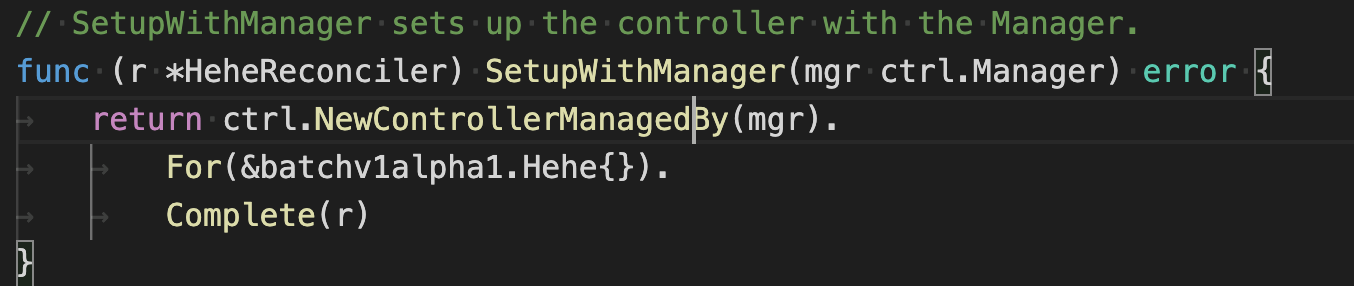 // SetupWithManager sets up the controller with the Manager.
func (r *HeheReconciler) SetupWithManager(mgr ctrl.Manager) error {
return ctrl.NewControllerManagedBy(mgr).
For(&batchv1alpha1.Hehe{}).
Complete(r)
}